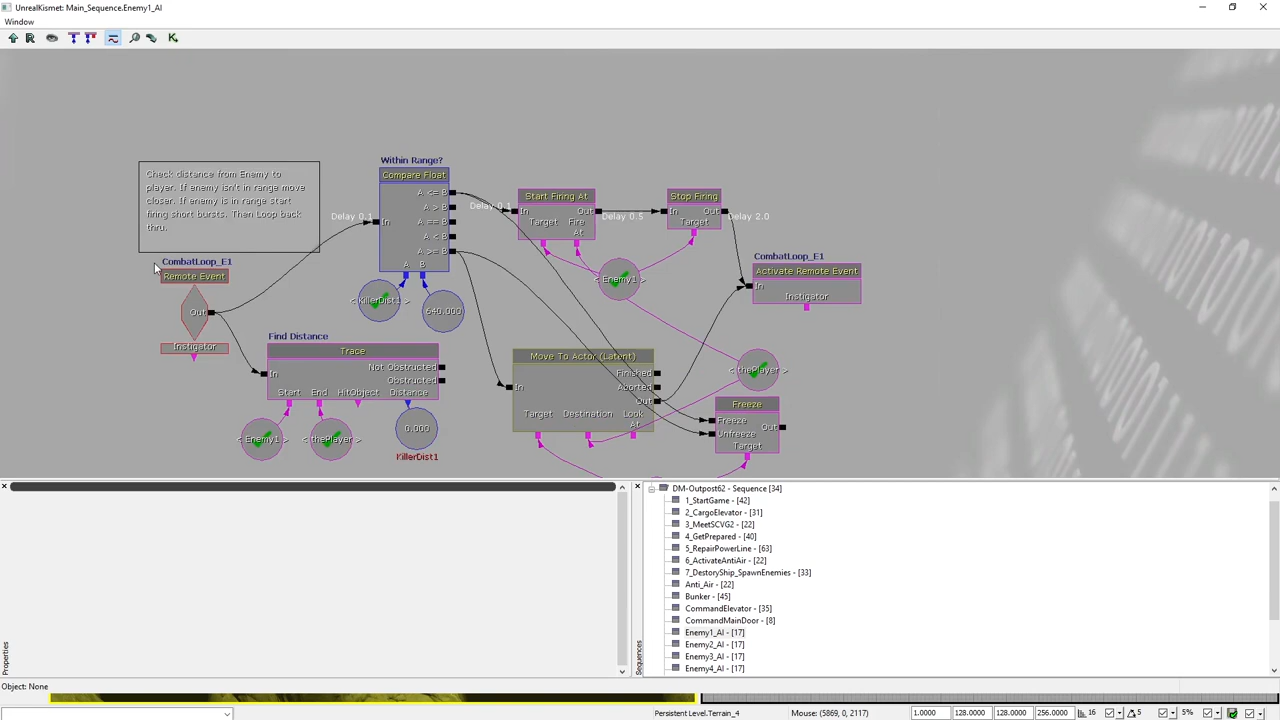 UnrealKismet: Main_Sequence.Enemy1_AI
Window
Within Range?
Compare Float
A <= B
A > B
A == B
A < B
A >= B
In
A B
< KillerDist1 >
640.000
Check distance from Enemy to
player. If enemy isn't in range move
closer. If enemy is in range start
firing short bursts. Then Loop back
thru.
Delay 0.1
Delay 0.1
Start Firing At
In Out
Target Fire
At
Delay 0.5
Stop Firing
In Out
Target
Delay 2.0
< Enemy1 >
CombatLoop_E1
Activate Remote Event
In
Instigator
CombatLoop_E1
Remote Event
Out
Instigator
Find Distance
Trace
Not Obstructed
In
Obstructed
Start End HitObject Distance
< Enemy1 >
< thePlayer >
0.000
KillerDist1
Move To Actor (Latent)
Finished
In Aborted
Out
Target Destination Look
At
< thePlayer >
Freeze
Freeze
Out
Unfreeze
Target
Properties
Sequences
DM-Outpost62 - Sequence [34]
1_StartGame - [42]
2_CargoElevator - [31]
3_MeetSCVG2 - [22]
4_GetPrepared - [40]
5_RepairPowerLine - [63]
6_ActivateAntiAir - [22]
7_DestoryShip_SpawnEnemies - [33]
Anti_Air - [22]
Bunker - [45]
CommandElevator - [35]
CommandMainDoor - [8]
Enemy1_AI - [17]
Enemy2_AI - [17]
Enemy3_AI - [17]
Enemy4_AI - [17]
Object: None
Persistent Level.Terrain_4
Mouse: (5869, 0, 2117)
1.0000
128.0000
128.0000
256.0000
16
5
5%